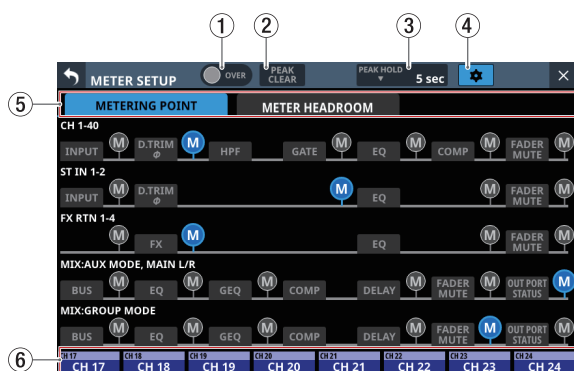 1 2 3 4
METER SETUP OVER PEAK CLEAR PEAK HOLD ▼ 5 sec ×
5
METERING POINT METER HEADROOM
CH 1-40
INPUT M D.TRIM Φ M HPF GATE M EQ M COMP M FADER MUTE M
ST IN 1-2
INPUT M D.TRIM Φ M EQ M FADER MUTE M
FX RTN 1-4
M FX M EQ M FADER MUTE M
MIX:AUX MODE, MAIN L/R
BUS M EQ M GEQ M COMP DELAY M FADER MUTE M OUT PORT STATUS M
MIX:GROUP MODE
BUS M EQ M GEQ M COMP DELAY M FADER MUTE M OUT PORT STATUS M
6
CH 17 CH 18 CH 19 CH 20 CH 21 CH 22 CH 23 CH 24
CH 17 CH 18 CH 19 CH 20 CH 21 CH 22 CH 23 CH 24